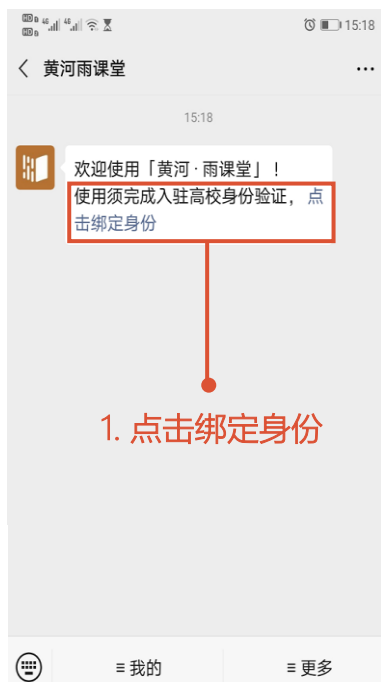 15:18
黄河雨课堂
15:18
欢迎使用「黄河·雨课堂」！
使用须完成入驻高校身份验证，点
击绑定身份
1. 点击绑定身份
≡ 我的
≡ 更多